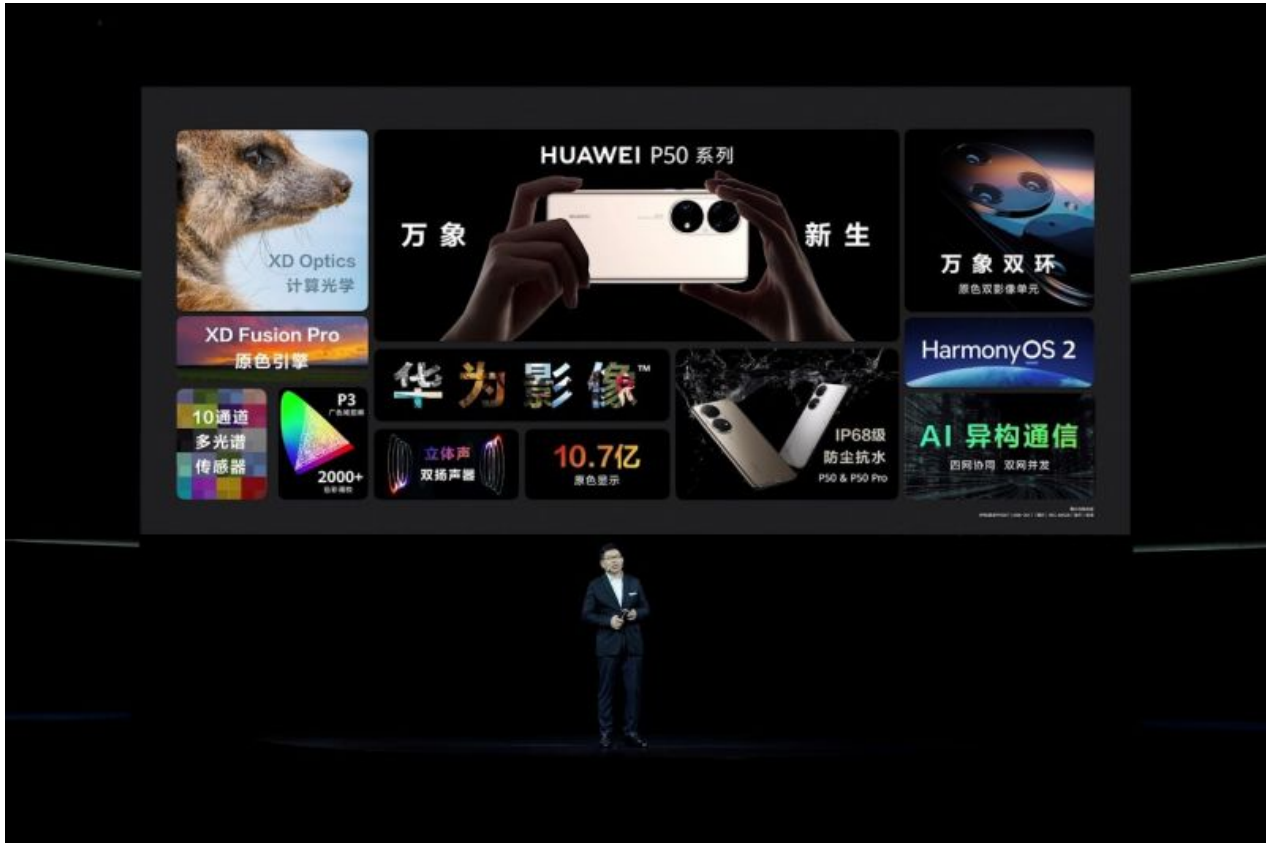 HUAWEI P50 系列
万象 新生
XD Optics
计算光学
XD Fusion Pro
原色引擎
10通道
多光谱
传感器
P3
广色域
2000+
华为影像™
立体声
双扬声器
10.7亿
原色显示
IP68级
防尘抗水
P50 & P50 Pro
万象双环
原色双影像单元
HarmonyOS 2
AI 异构通信
四网协同 双网并发
HUAWEI